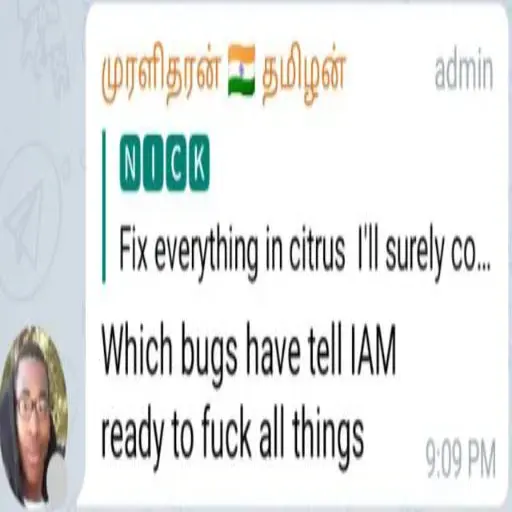 முரளிதரன் 🇮🇳 தமிழன் admin
NICK
Fix everything in citrus I'll surely co...
Which bugs have tell IAM
ready to fuck all things
9:09 PM